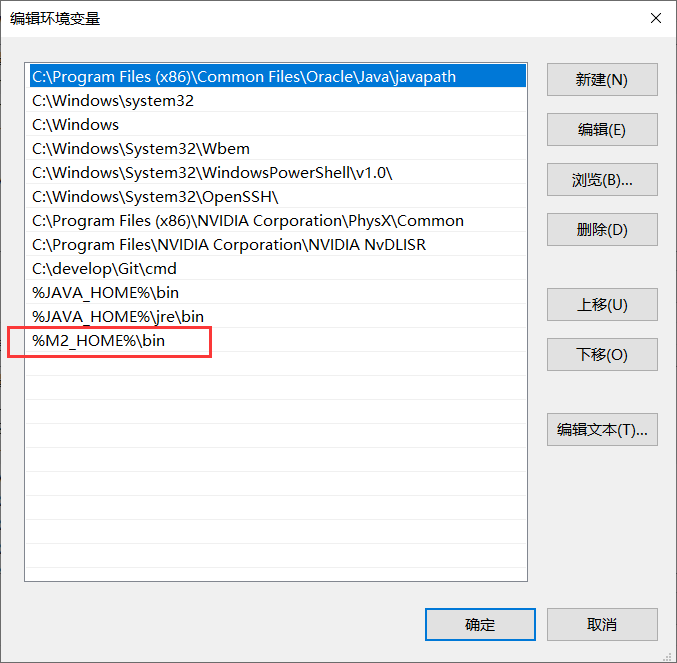 编辑环境变量
C:\Program Files (x86)\Common Files\Oracle\Java\javapath
C:\Windows\system32
C:\Windows
C:\Windows\System32\Wbem
C:\Windows\System32\WindowsPowerShell\v1.0\
C:\Windows\System32\OpenSSH\
C:\Program Files (x86)\NVIDIA Corporation\PhysX\Common
C:\Program Files\NVIDIA Corporation\NVIDIA NvDLISR
C:\develop\Git\cmd
%JAVA_HOME%\bin
%JAVA_HOME%\jre\bin
%M2_HOME%\bin
新建(N)
编辑(E)
浏览(B)...
删除(D)
上移(U)
下移(O)
编辑文本(T)...
确定
取消